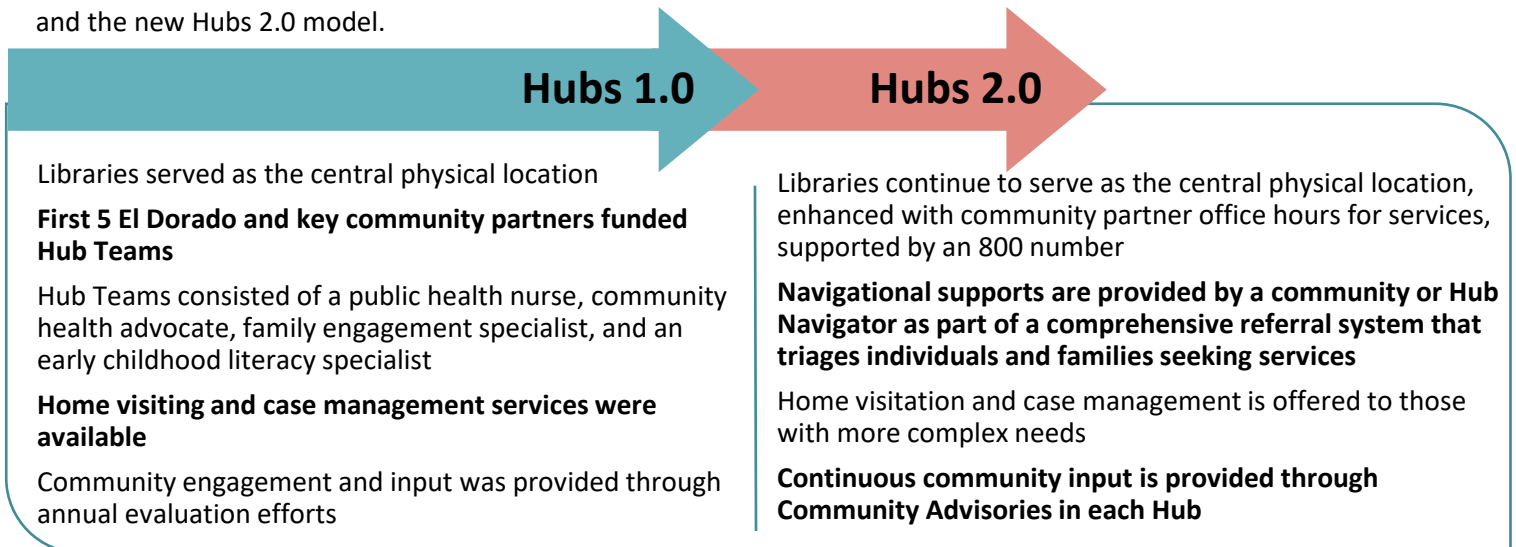 and the new Hubs 2.0 model.
Hubs 1.0
Hubs 2.0
Libraries served as the central physical location
First 5 El Dorado and key community partners funded
Hub Teams
Hub Teams consisted of a public health nurse, community
health advocate, family engagement specialist, and an
early childhood literacy specialist
Home visiting and case management services were
available
Community engagement and input was provided through
annual evaluation efforts
Libraries continue to serve as the central physical location,
enhanced with community partner office hours for services,
supported by an 800 number
Navigational supports are provided by a community or Hub
Navigator as part of a comprehensive referral system that
triages individuals and families seeking services
Home visitation and case management is offered to those
with more complex needs
Continuous community input is provided through
Community Advisories in each Hub